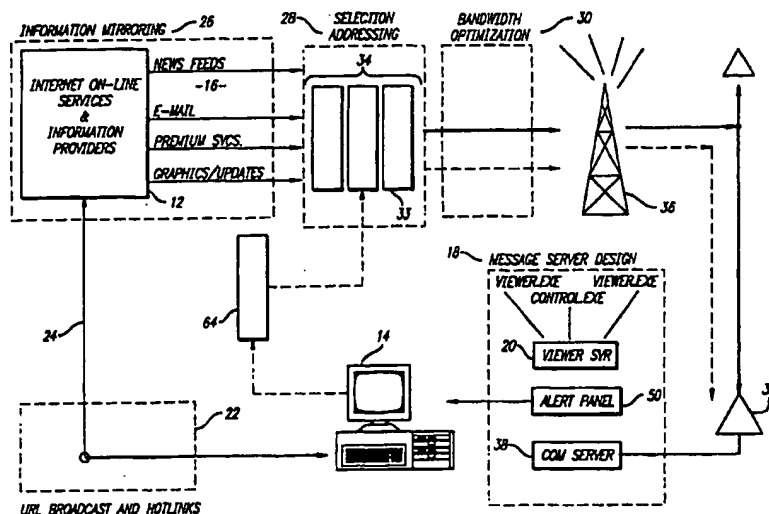 INFORMATION MIRRORING
26
28
SELECTION
ADDRESSING
BANDWIDTH
OPTIMIZATION
30
INTERNET ON-LINE
SERVICES
&
INFORMATION
PROVIDERS
NEWS FEEDS
-16-
E-MAIL
PREMIUM SVCS.
GRAPHICS/UPDATES
12
34
33
36
24
64
14
22
URL BROADCAST AND HOTLINKS
18
MESSAGE SERVER DESIGN
VIEWER.EXE
VIEWER.EXE
CONTROL.EXE
20
VIEWER SVR
ALERT PANEL
50
38
COM SERVER